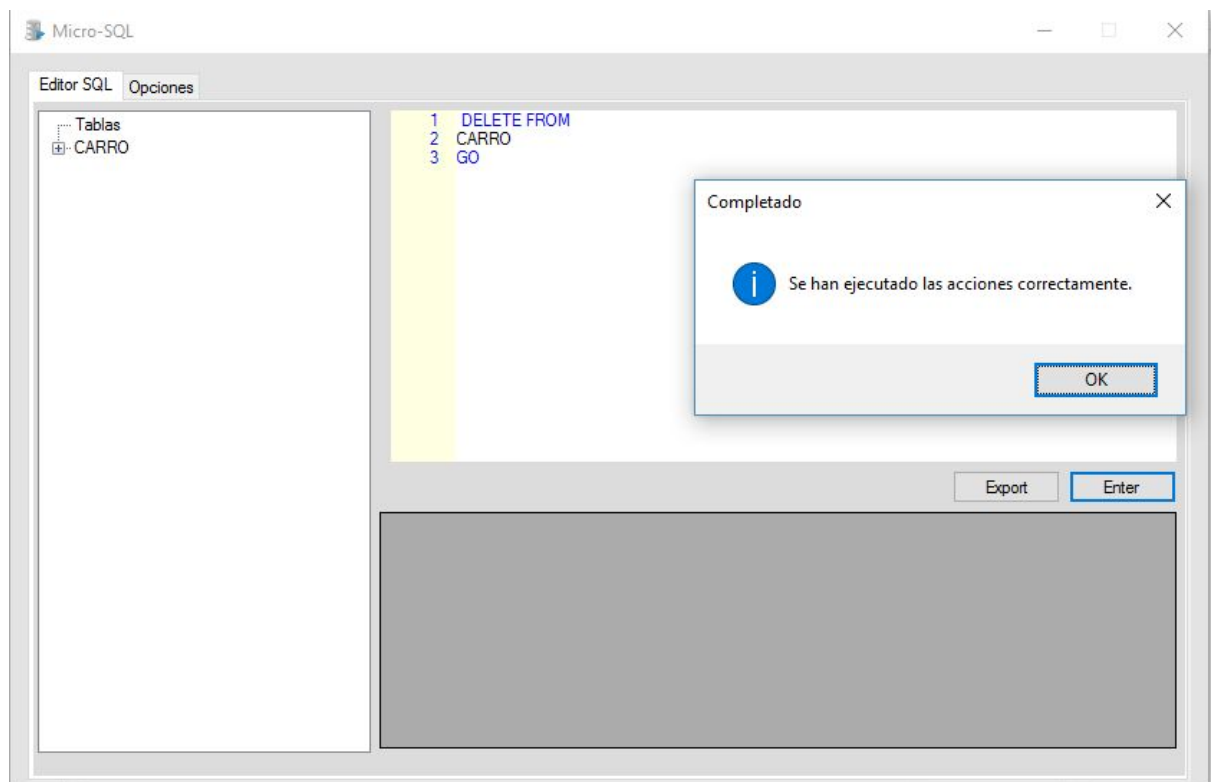 Micro-SQL
Editor SQL
Opciones
Tablas
CARRO
1 DELETE FROM
2 CARRO
3 GO
Completado
Se han ejecutado las acciones correctamente.
OK
Export
Enter